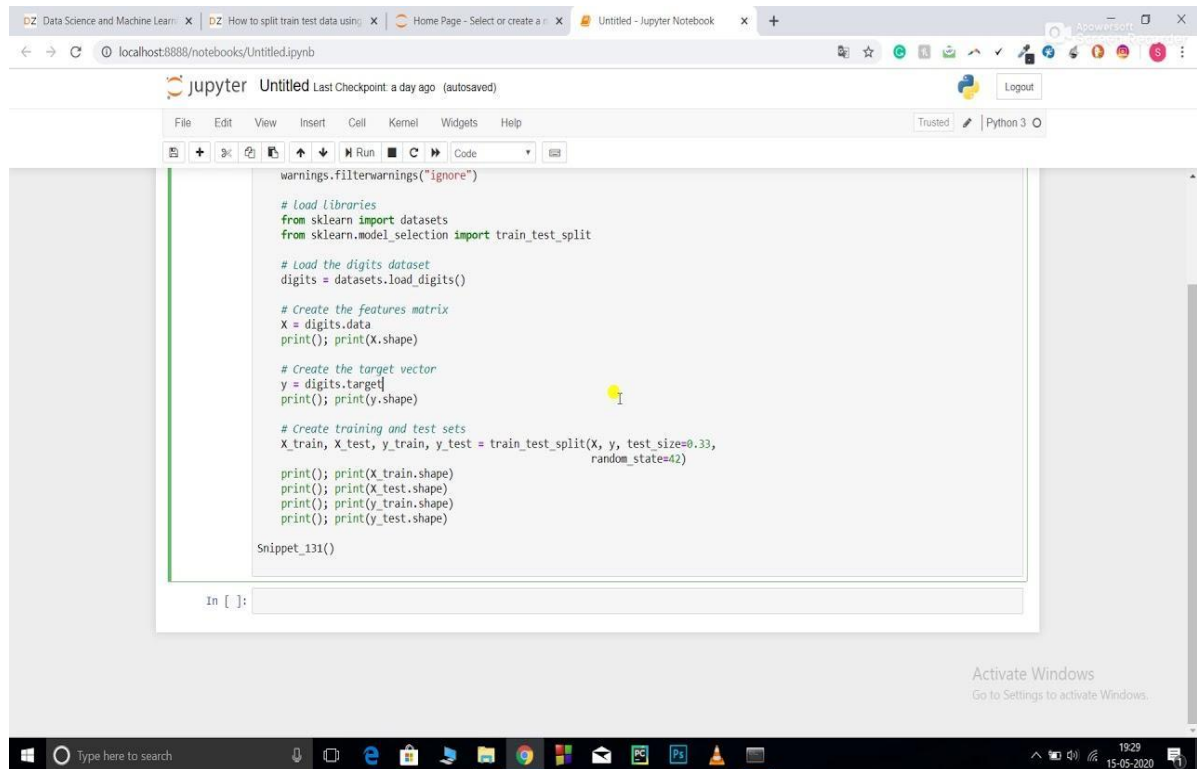 DZ Data Science and Machine Learni
DZ How to split train test data using
Home Page - Select or create a n
Untitled - Jupyter Notebook
Apowersoft
Screen Recorder
localhost:8888/notebooks/Untitled.ipynb
S
jupyter Untitled Last Checkpoint: a day ago (autosaved)
Logout
File Edit View Insert Cell Kernel Widgets Help
Trusted Python 3
Run Code
warnings.filterwarnings("ignore")
# load libraries
from sklearn import datasets
from sklearn.model_selection import train_test_split
# Load the digits dataset
digits = datasets.load_digits()
# Create the features matrix
X = digits.data
print(); print(X.shape)
# Create the target vector
y = digits.target
print(); print(y.shape)
# Create training and test sets
X_train, X_test, y_train, y_test = train_test_split(X, y, test_size=0.33,
random_state=42)
print(); print(X_train.shape)
print(); print(X_test.shape)
print(); print(y_train.shape)
print(); print(y_test.shape)
Snippet_131()
In [ ]:
Activate Windows
Go to Settings to activate Windows.
Type here to search
PC
Ps
19:29
15-05-2020
1